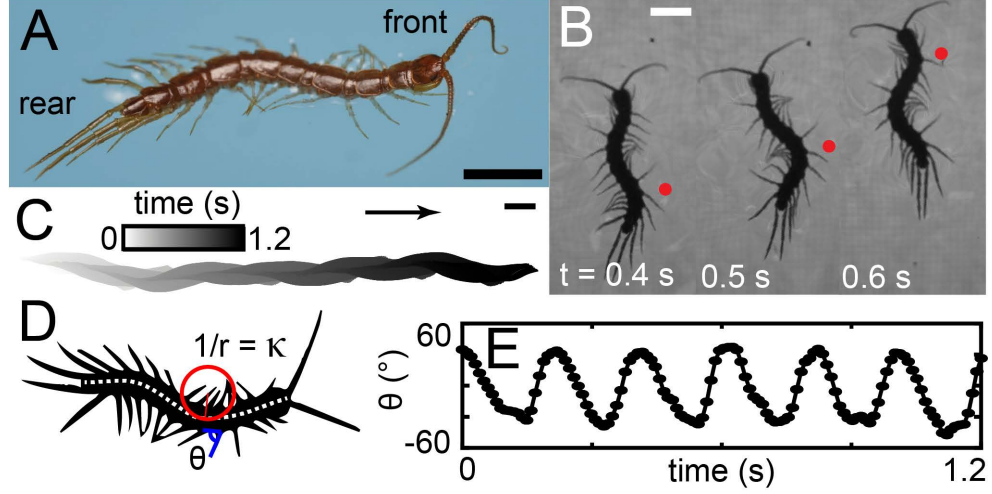 A
front
rear
B
t = 0.4 s
0.5 s
0.6 s
C
time (s)
0
1.2
D
1/r = κ
θ
E
60
θ (°)
-60
0
time (s)
1.2